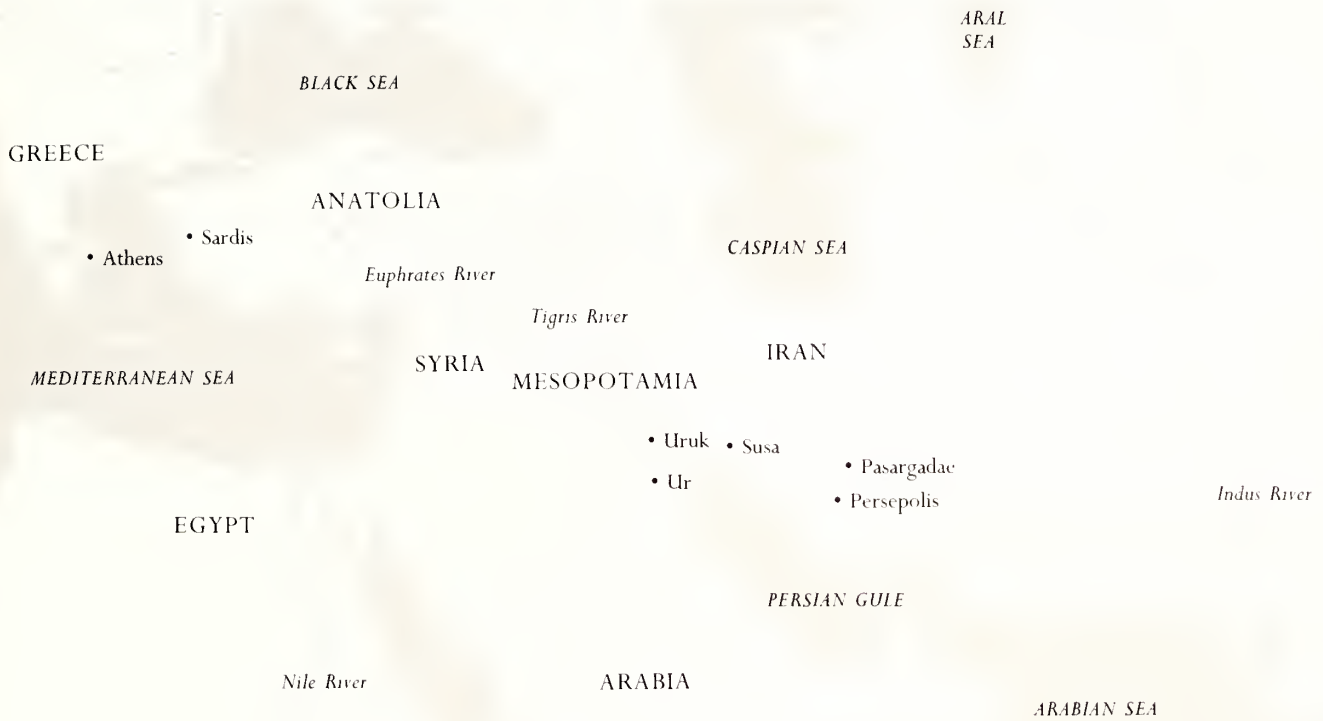 ARAL
SEA
BLACK SEA
GREECE
ANATOLIA
• Sardis
• Athens
CASPIAN SEA
Euphrates River
Tigris River
IRAN
SYRIA
MEDITERRANEAN SEA
MESOPOTAMIA
• Uruk
• Susa
• Pasargadae
• Ur
• Persepolis
Indus River
EGYPT
PERSIAN GULF
Nile River
ARABIA
ARABIAN SEA